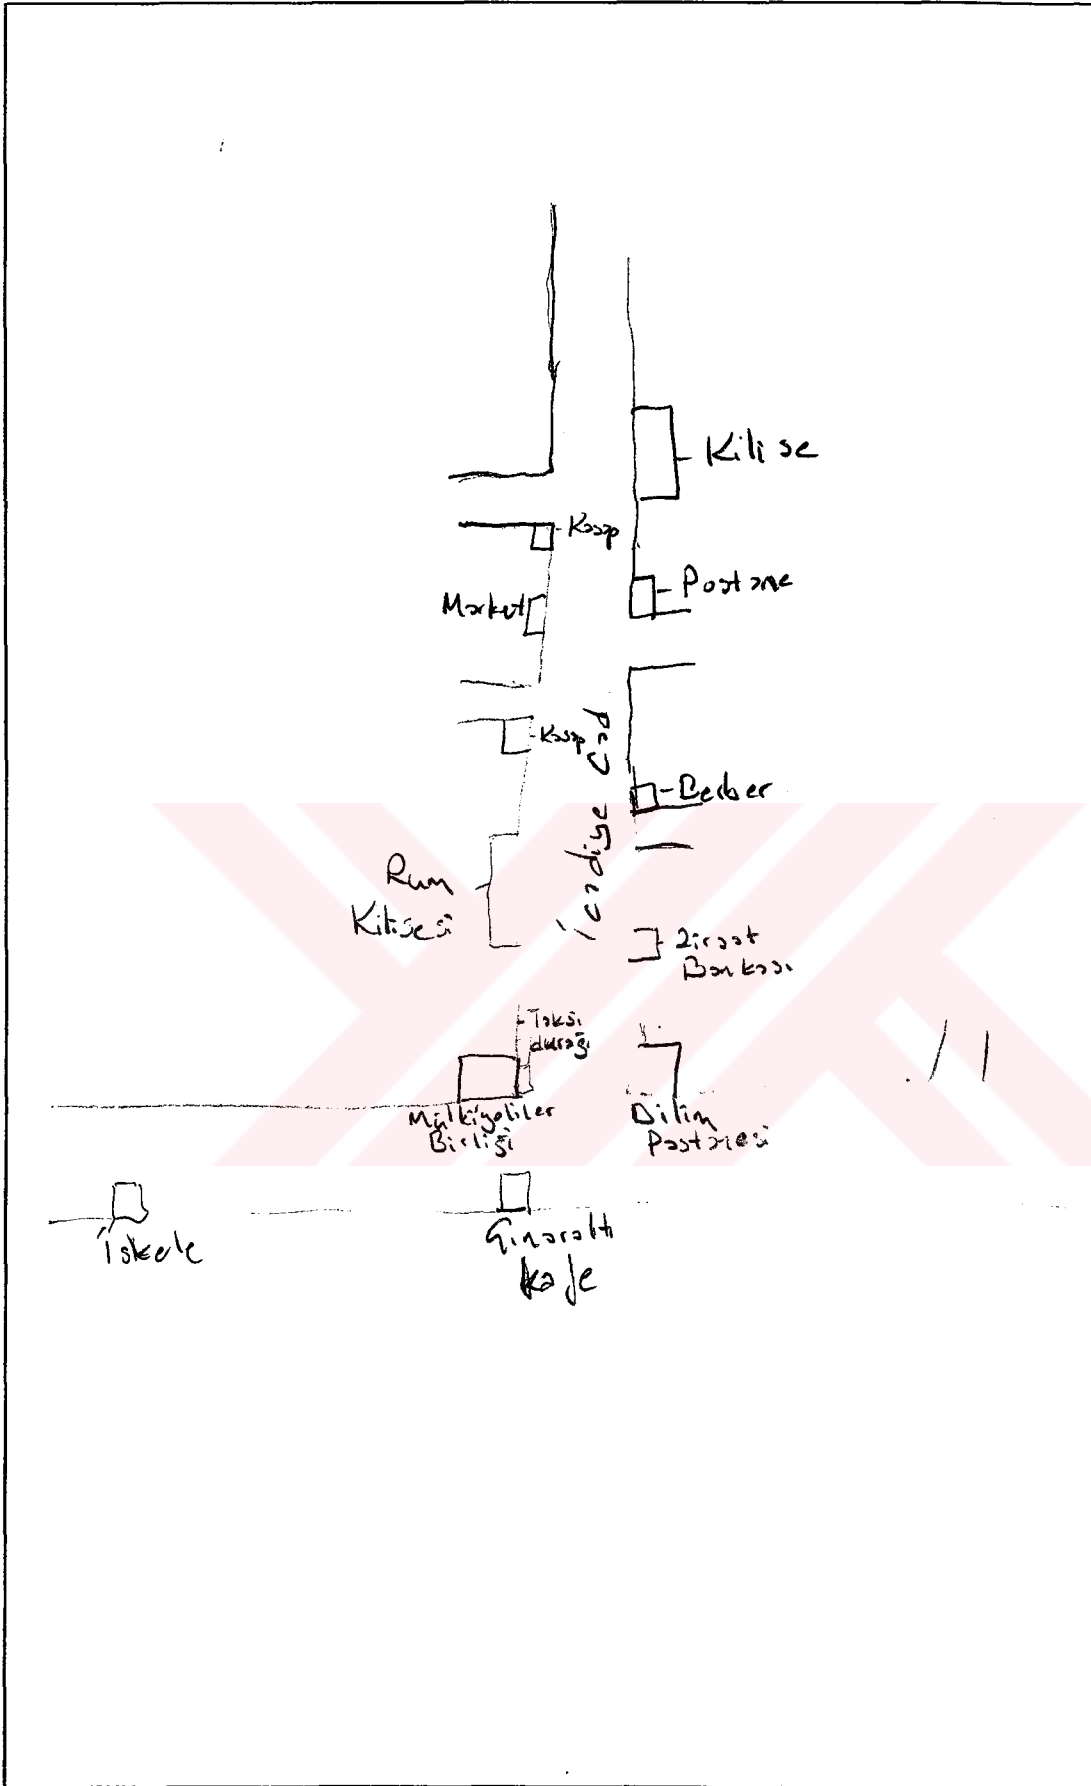 Kilise
Kasap
Postane
Market
Kasap
İcadiye Cad
Berber
Rum
Kilisesi
Ziraat
Bankası
Taksi
durağı
Mülkiyeliler
Birliği
Dilim
Pastanesi
İskele
Çınaraltı
Kafe